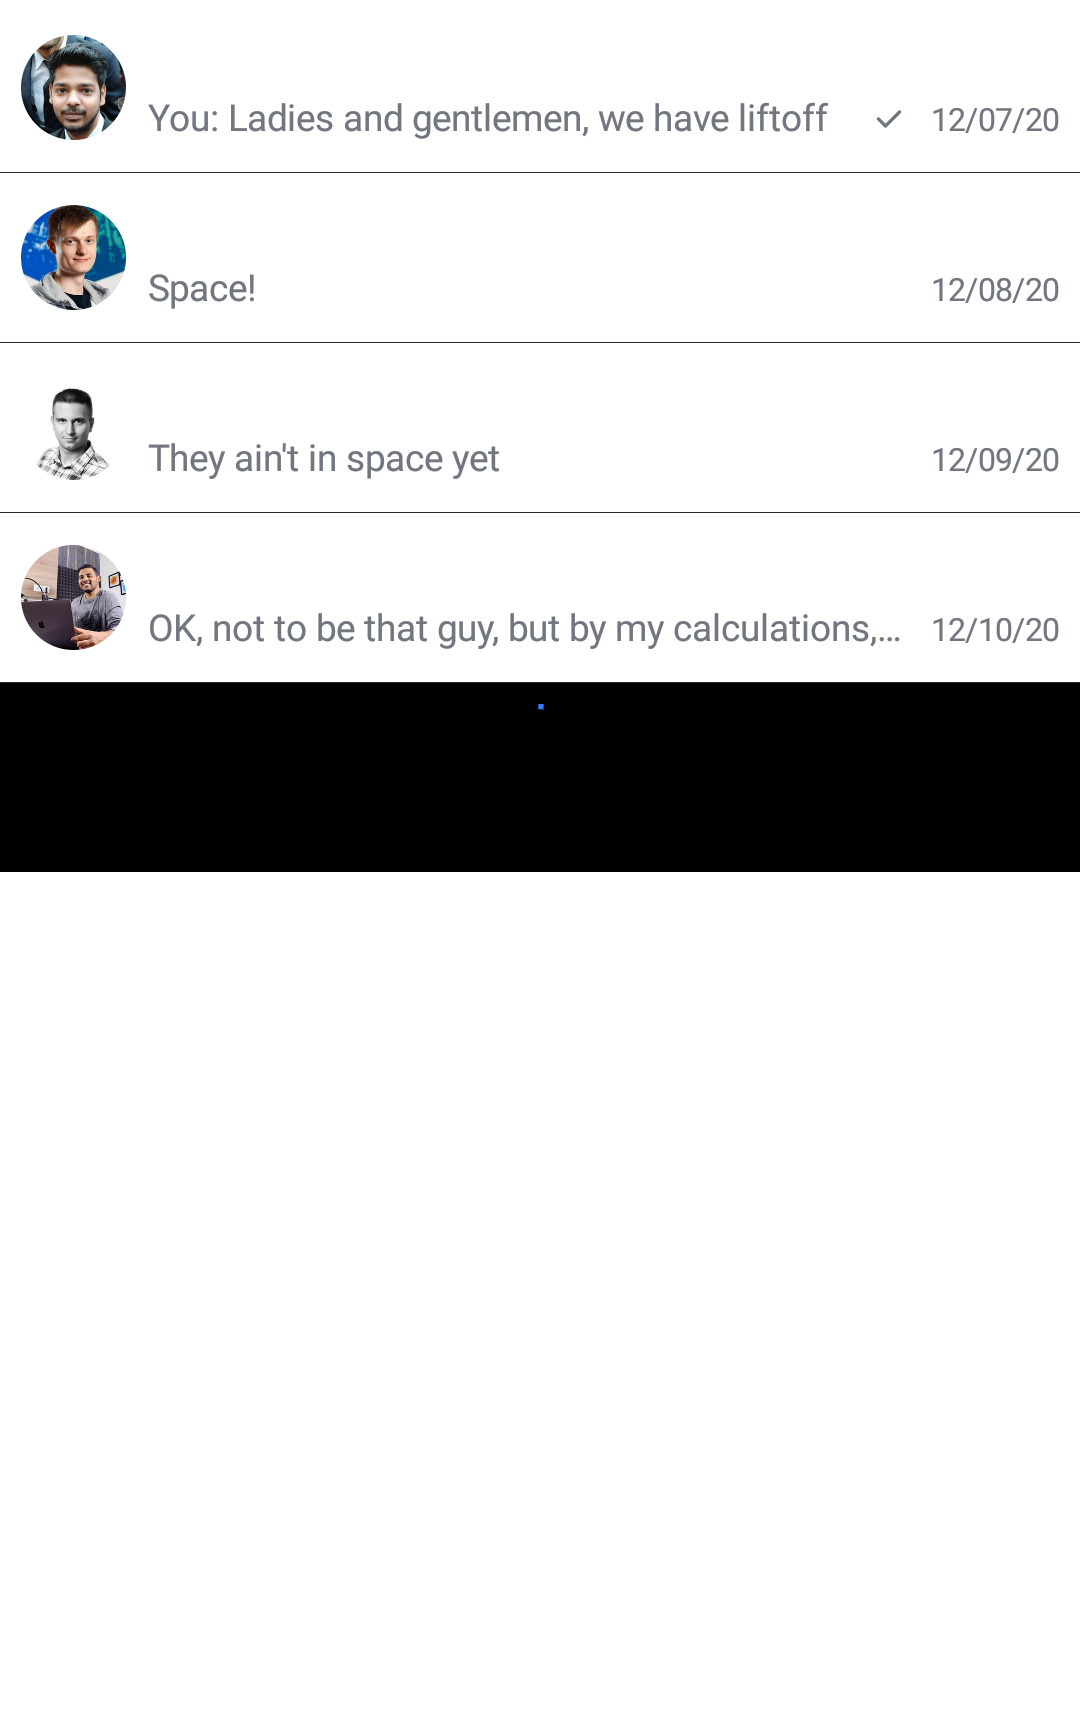 You: Ladies and gentlemen, we have liftoff 12/07/20
Space! 12/08/20
They ain't in space yet 12/09/20
OK, not to be that guy, but by my calculations,... 12/10/20